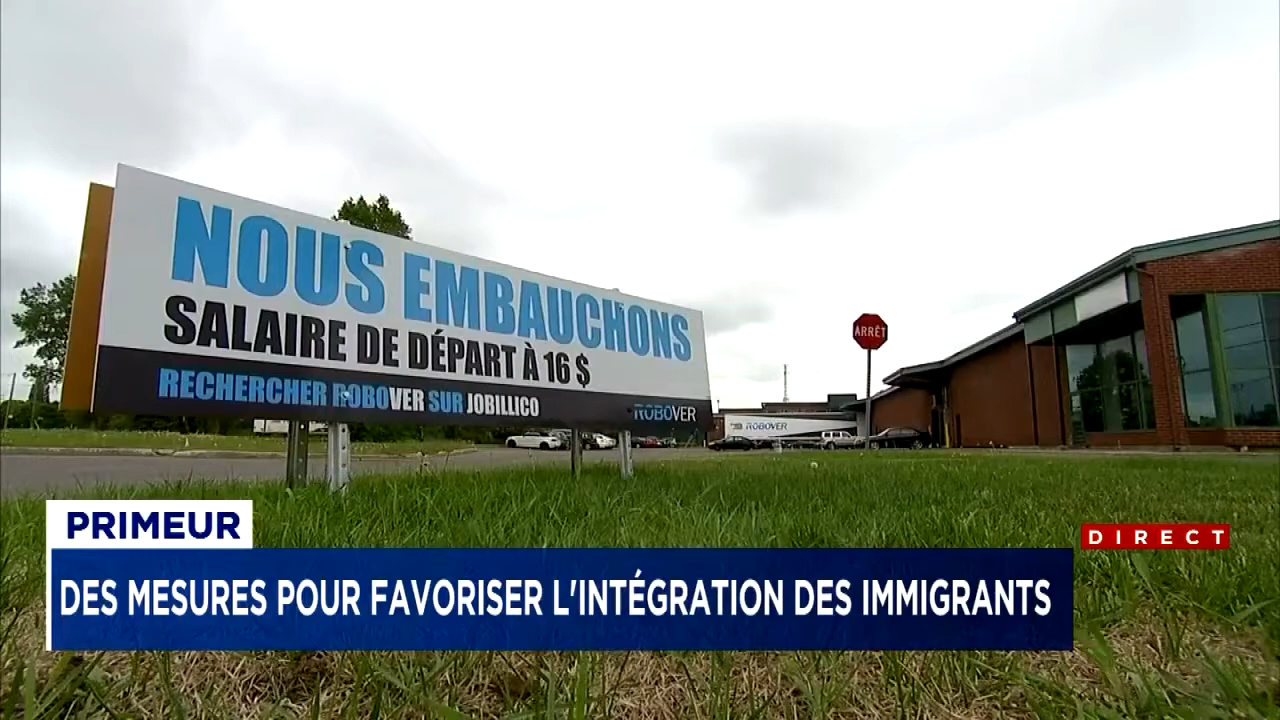 NOUS EMBAUCHONS
SALAIRE DE DÉPART À 16 $
RECHERCHER ROBOVER SUR JOBILLICO
ROBOVER
ARRÊT
ROBOVER
PRIMEUR
DIRECT
DES MESURES POUR FAVORISER L'INTÉGRATION DES IMMIGRANTS